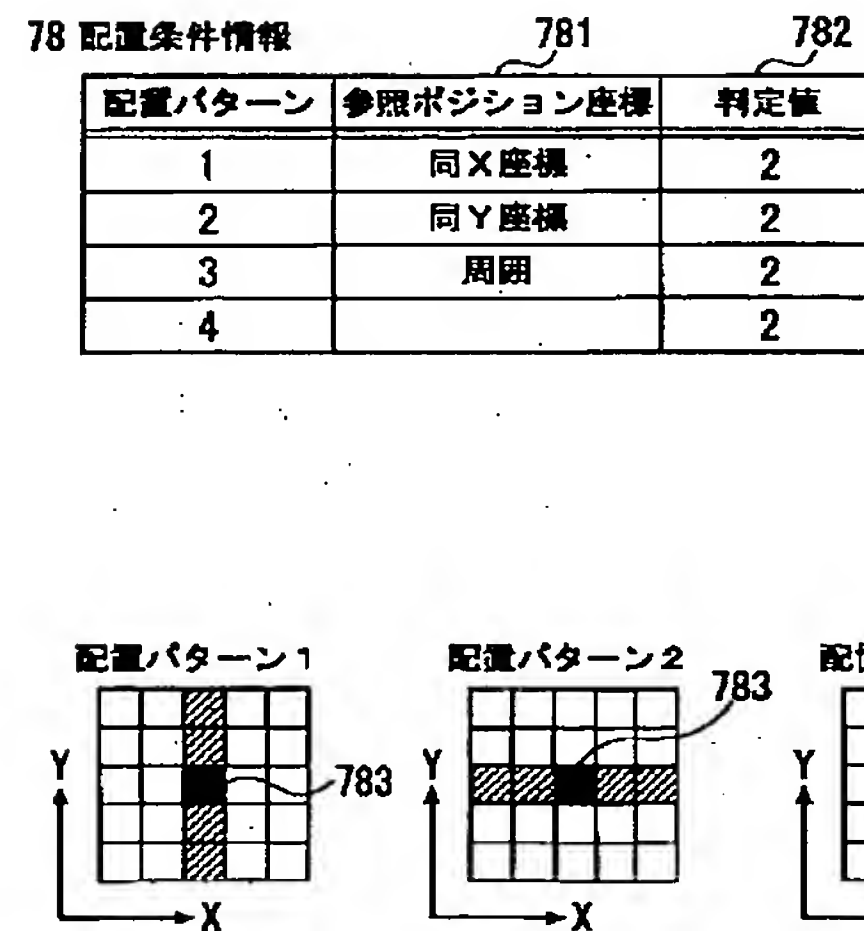 78 配置条件情報 781 782
配置パターン 参照ポジション座標 判定値
1 同X座標 2
2 同Y座標 2
3 周囲 2
4 2
配置パターン1 配置パターン2 配置
783
Y 783 Y Y
X X